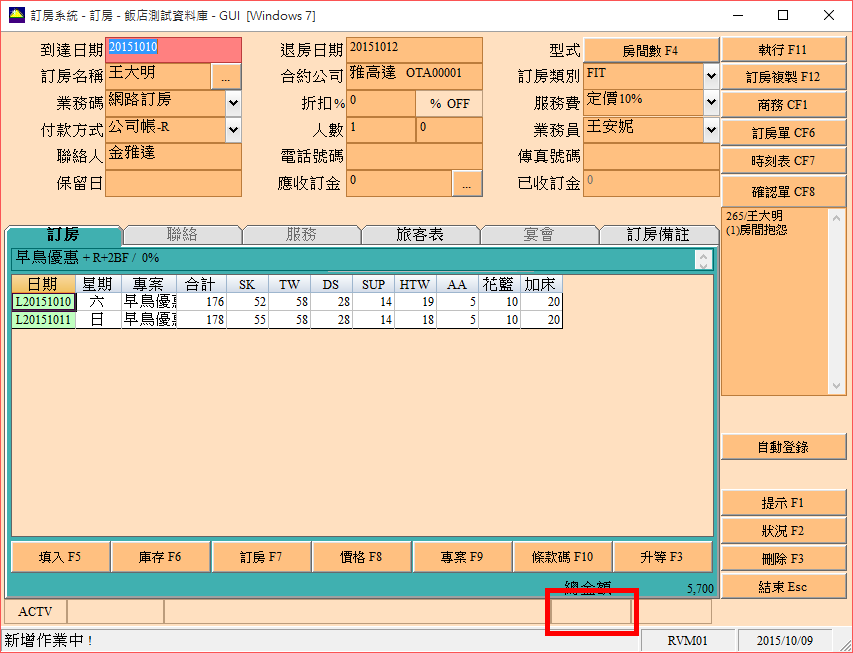 訂房系統 - 訂房 - 飯店測試資料庫 - GUI [Windows 7]
到達日期 20151010 退房日期 20151012 型式 房間數 F4 執行 F11
訂房名稱 王大明 ... 合約公司 雅高達 OTA00001 訂房類別 FIT 訂房複製 F12
業務碼 網路訂房 折扣% 0 % OFF 服務費 定價10% 商務 CF1
付款方式 公司帳-R 人數 1 0 業務員 王安妮 訂房單 CF6
聯絡人 金雅達 電話號碼 傳真號碼 時刻表 CF7
保留日 應收訂金 0 ... 已收訂金 0 確認單 CF8
265/王大明
(1)房間抱怨
訂房 聯絡 服務 旅客表 宴會 訂房備註
早鳥優惠 + R+2BF / 0%
日期 星期 專案 合計 SK TW DS SUP HTW AA 花籃 加床
L20151010 六 早鳥優惠 176 52 58 28 14 19 5 10 20
L20151011 日 早鳥優惠 178 55 58 28 14 18 5 10 20
自動登錄
提示 F1
狀況 F2
填入 F5 庫存 F6 訂房 F7 價格 F8 專案 F9 條款碼 F10 升等 F3 刪除 F3
總金額 5,700 結束 Esc
ACTV
新增作業中 ! RVM01 2015/10/09